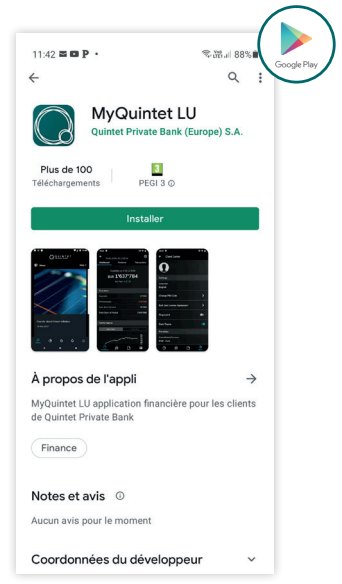 Google Play
11:42 P
88%
MyQuintet LU
Quintet Private Bank (Europe) S.A.
Plus de 100
Téléchargements
3
PEGI 3
Installer
QUINTET
À propos de l'appli
MyQuintet LU application financière pour les clients
de Quintet Private Bank
Finance
Notes et avis
Aucun avis pour le moment
Coordonnées du développeur